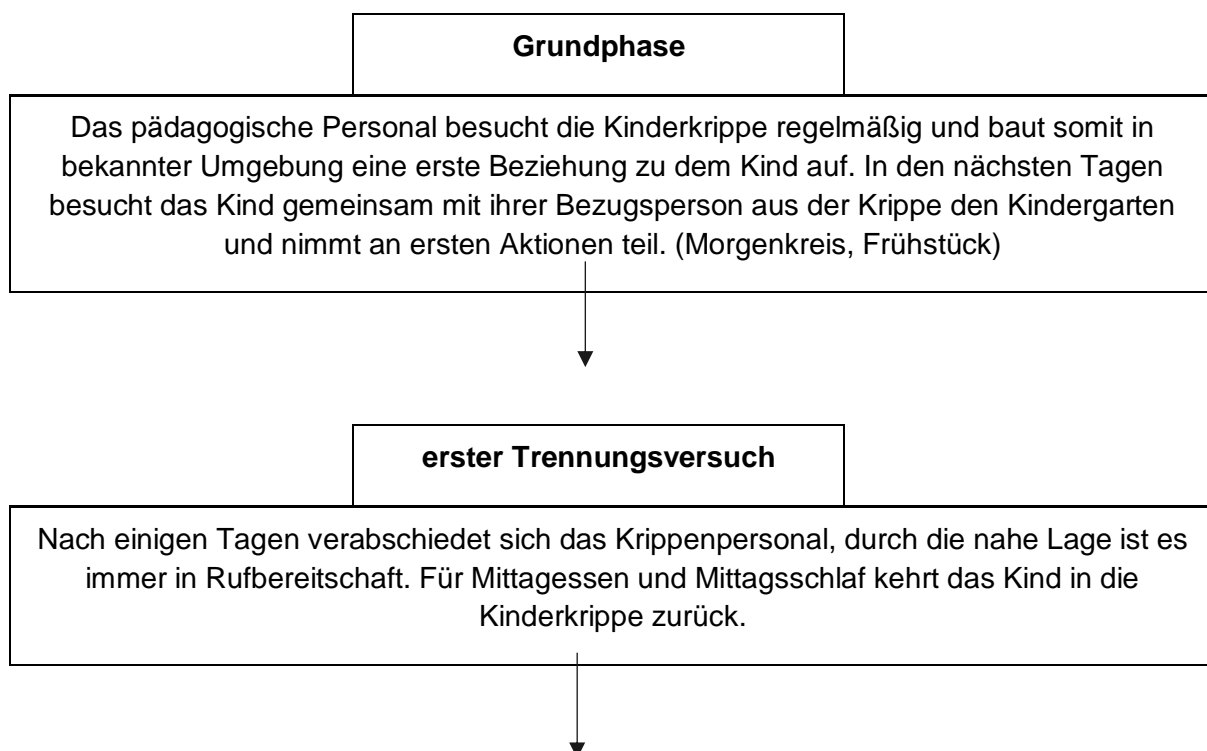 Grundphase
Das pädagogische Personal besucht die Kinderkrippe regelmäßig und baut somit in
bekannter Umgebung eine erste Beziehung zu dem Kind auf. In den nächsten Tagen
besucht das Kind gemeinsam mit ihrer Bezugsperson aus der Krippe den Kindergarten
und nimmt an ersten Aktionen teil. (Morgenkreis, Frühstück)
erster Trennungsversuch
Nach einigen Tagen verabschiedet sich das Krippenpersonal, durch die nahe Lage ist es
immer in Rufbereitschaft. Für Mittagessen und Mittagsschlaf kehrt das Kind in die
Kinderkrippe zurück.